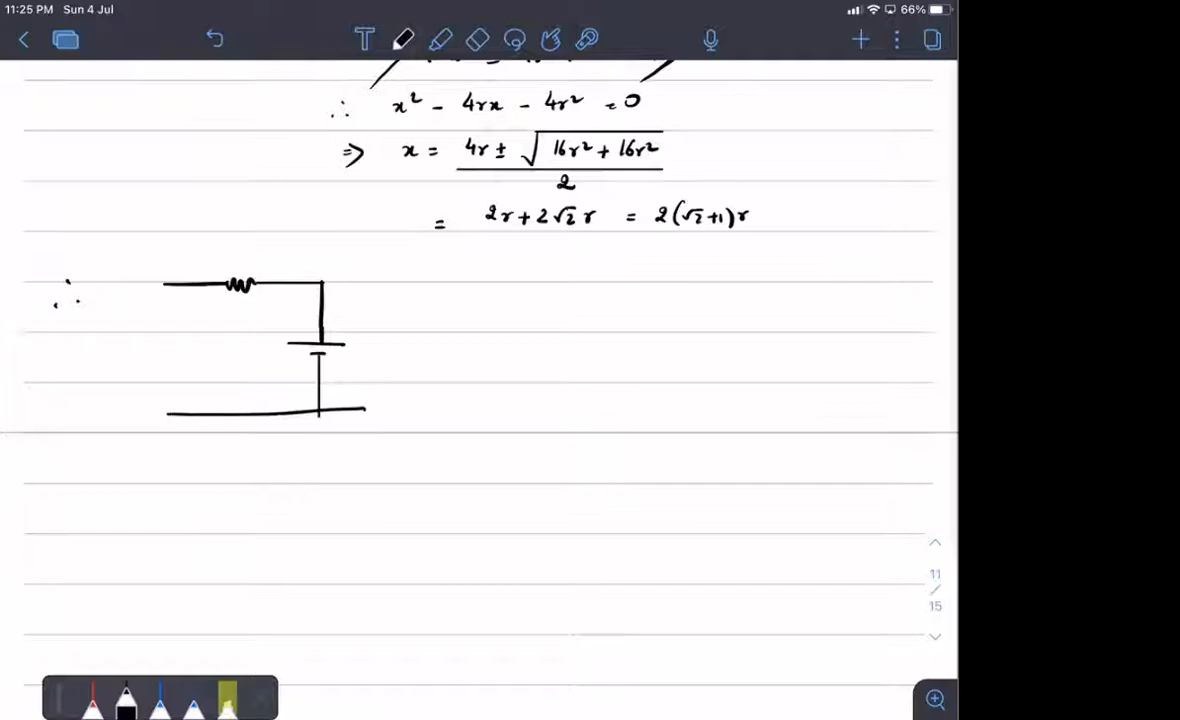 11:25 PM Sun 4 Jul 66%
∴ x² - 4rx - 4r² = 0
⇒ x = (4r ± √(16r² + 16r²)) / 2
= 2r + 2√2 r = 2(√2+1)r
∴
11
/
15